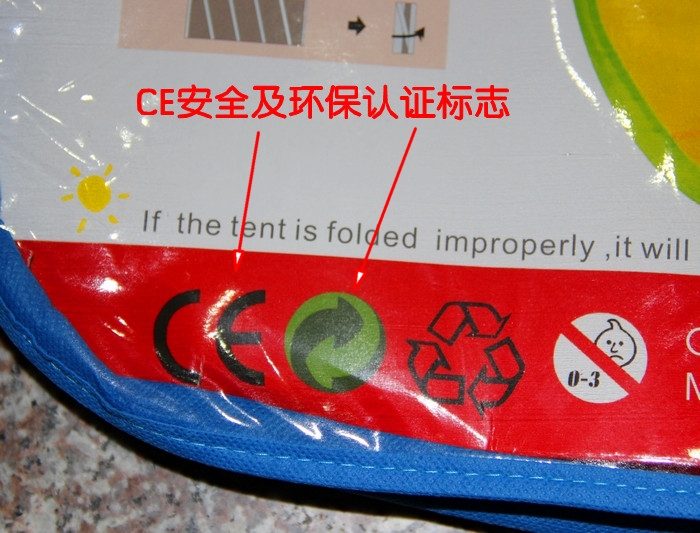 CE安全及环保认证标志
If the tent is folded improperly ,it will
CE
0-3